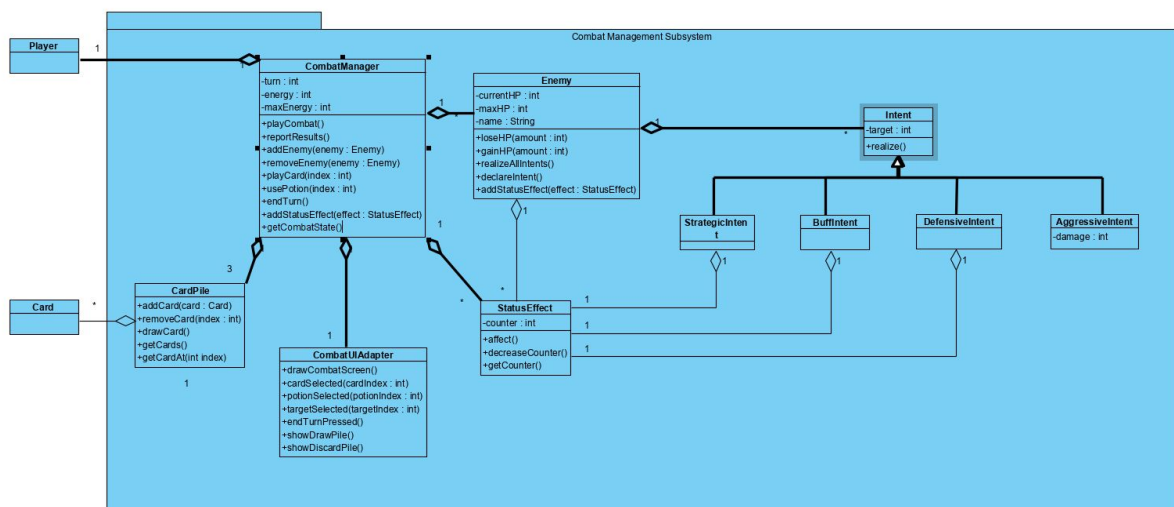 Combat Management Subsystem
Player
1
1
CombatManager
-turn : int
-energy : int
-maxEnergy : int
+playCombat()
+reportResults()
+addEnemy(enemy : Enemy)
+removeEnemy(enemy : Enemy)
+playCard(index : int)
+usePotion(index : int)
+endTurn()
+addStatusEffect(effect : StatusEffect)
+getCombatState()
1
*
Enemy
-currentHP : int
-maxHP : int
-name : String
+loseHP(amount : int)
+gainHP(amount : int)
+realizeAllIntents()
+declareIntent()
+addStatusEffect(effect : StatusEffect)
1
*
Intent
-target : int
+realize()
StrategicInten
t
BuffIntent
DefensiveIntent
AggressiveIntent
-damage : int
1
1
1
1
1
3
1
*
*
Card
*
CardPile
+addCard(card : Card)
+removeCard(index : int)
+drawCard()
+getCards()
+getCardAt(int index)
1
1
CombatUIAdapter
+drawCombatScreen()
+cardSelected(cardIndex : int)
+potionSelected(potionIndex : int)
+targetSelected(targetIndex : int)
+endTurnPressed()
+showDrawPile()
+showDiscardPile()
StatusEffect
-counter : int
+affect()
+decreaseCounter()
+getCounter()
1
1
1